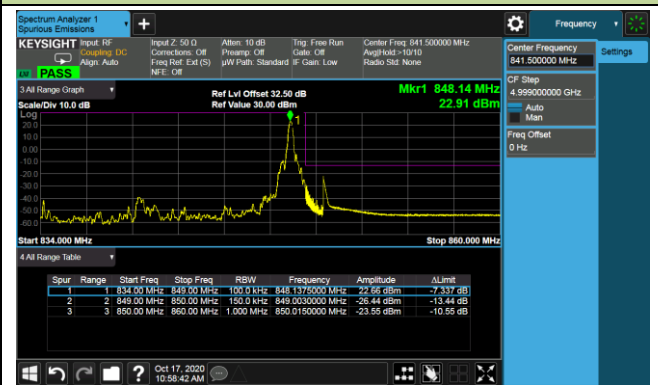 Spectrum Analyzer 1
Spurious Emissions
+
Frequency
KEYSIGHT
Input: RF
Coupling: DC
Align: Auto
Input Z: 50 Ω
Corrections: Off
Freq Ref: Ext (S)
NFE: Off
Atten: 10 dB
Preamp: Off
µW Path: Standard
Trig: Free Run
Gate: Off
IF Gain: Low
Center Freq: 841.500000 MHz
Avg|Hold:>10/10
Radio Std: None
PASS
Center Frequency
841.500000 MHz
Settings
CF Step
4.999000000 GHz
Auto
Man
Freq Offset
0 Hz
3 All Range Graph
Scale/Div 10.0 dB
Ref Lvl Offset 32.50 dB
Ref Value 30.00 dBm
Mkr1 848.14 MHz
22.91 dBm
Log
20.0
10.0
0.00
-10.0
-20.0
-30.0
-40.0
-50.0
-60.0
1
Start 834.000 MHz
Stop 860.000 MHz
4 All Range Table
Spur Range Start Freq Stop Freq RBW Frequency Amplitude ΔLimit
1 1 834.00 MHz 849.00 MHz 100.0 kHz 848.1375000 MHz 22.66 dBm -7.337 dB
2 2 849.00 MHz 850.00 MHz 150.0 kHz 849.0030000 MHz -26.44 dBm -13.44 dB
3 3 850.00 MHz 860.00 MHz 1.000 MHz 850.0150000 MHz -23.55 dBm -10.55 dB
?
Oct 17, 2020
10:58:42 AM